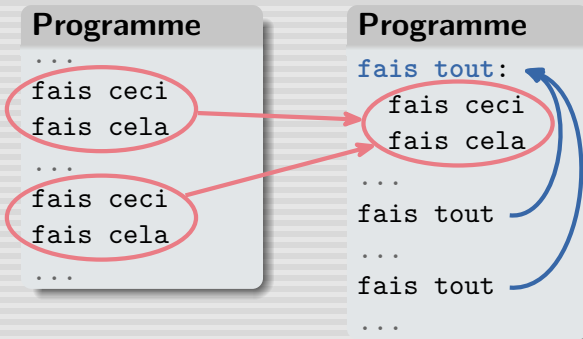 Programme
...
fais ceci
fais cela
...
fais ceci
fais cela
...
Programme
fais tout:
fais ceci
fais cela
...
fais tout
...
fais tout
...